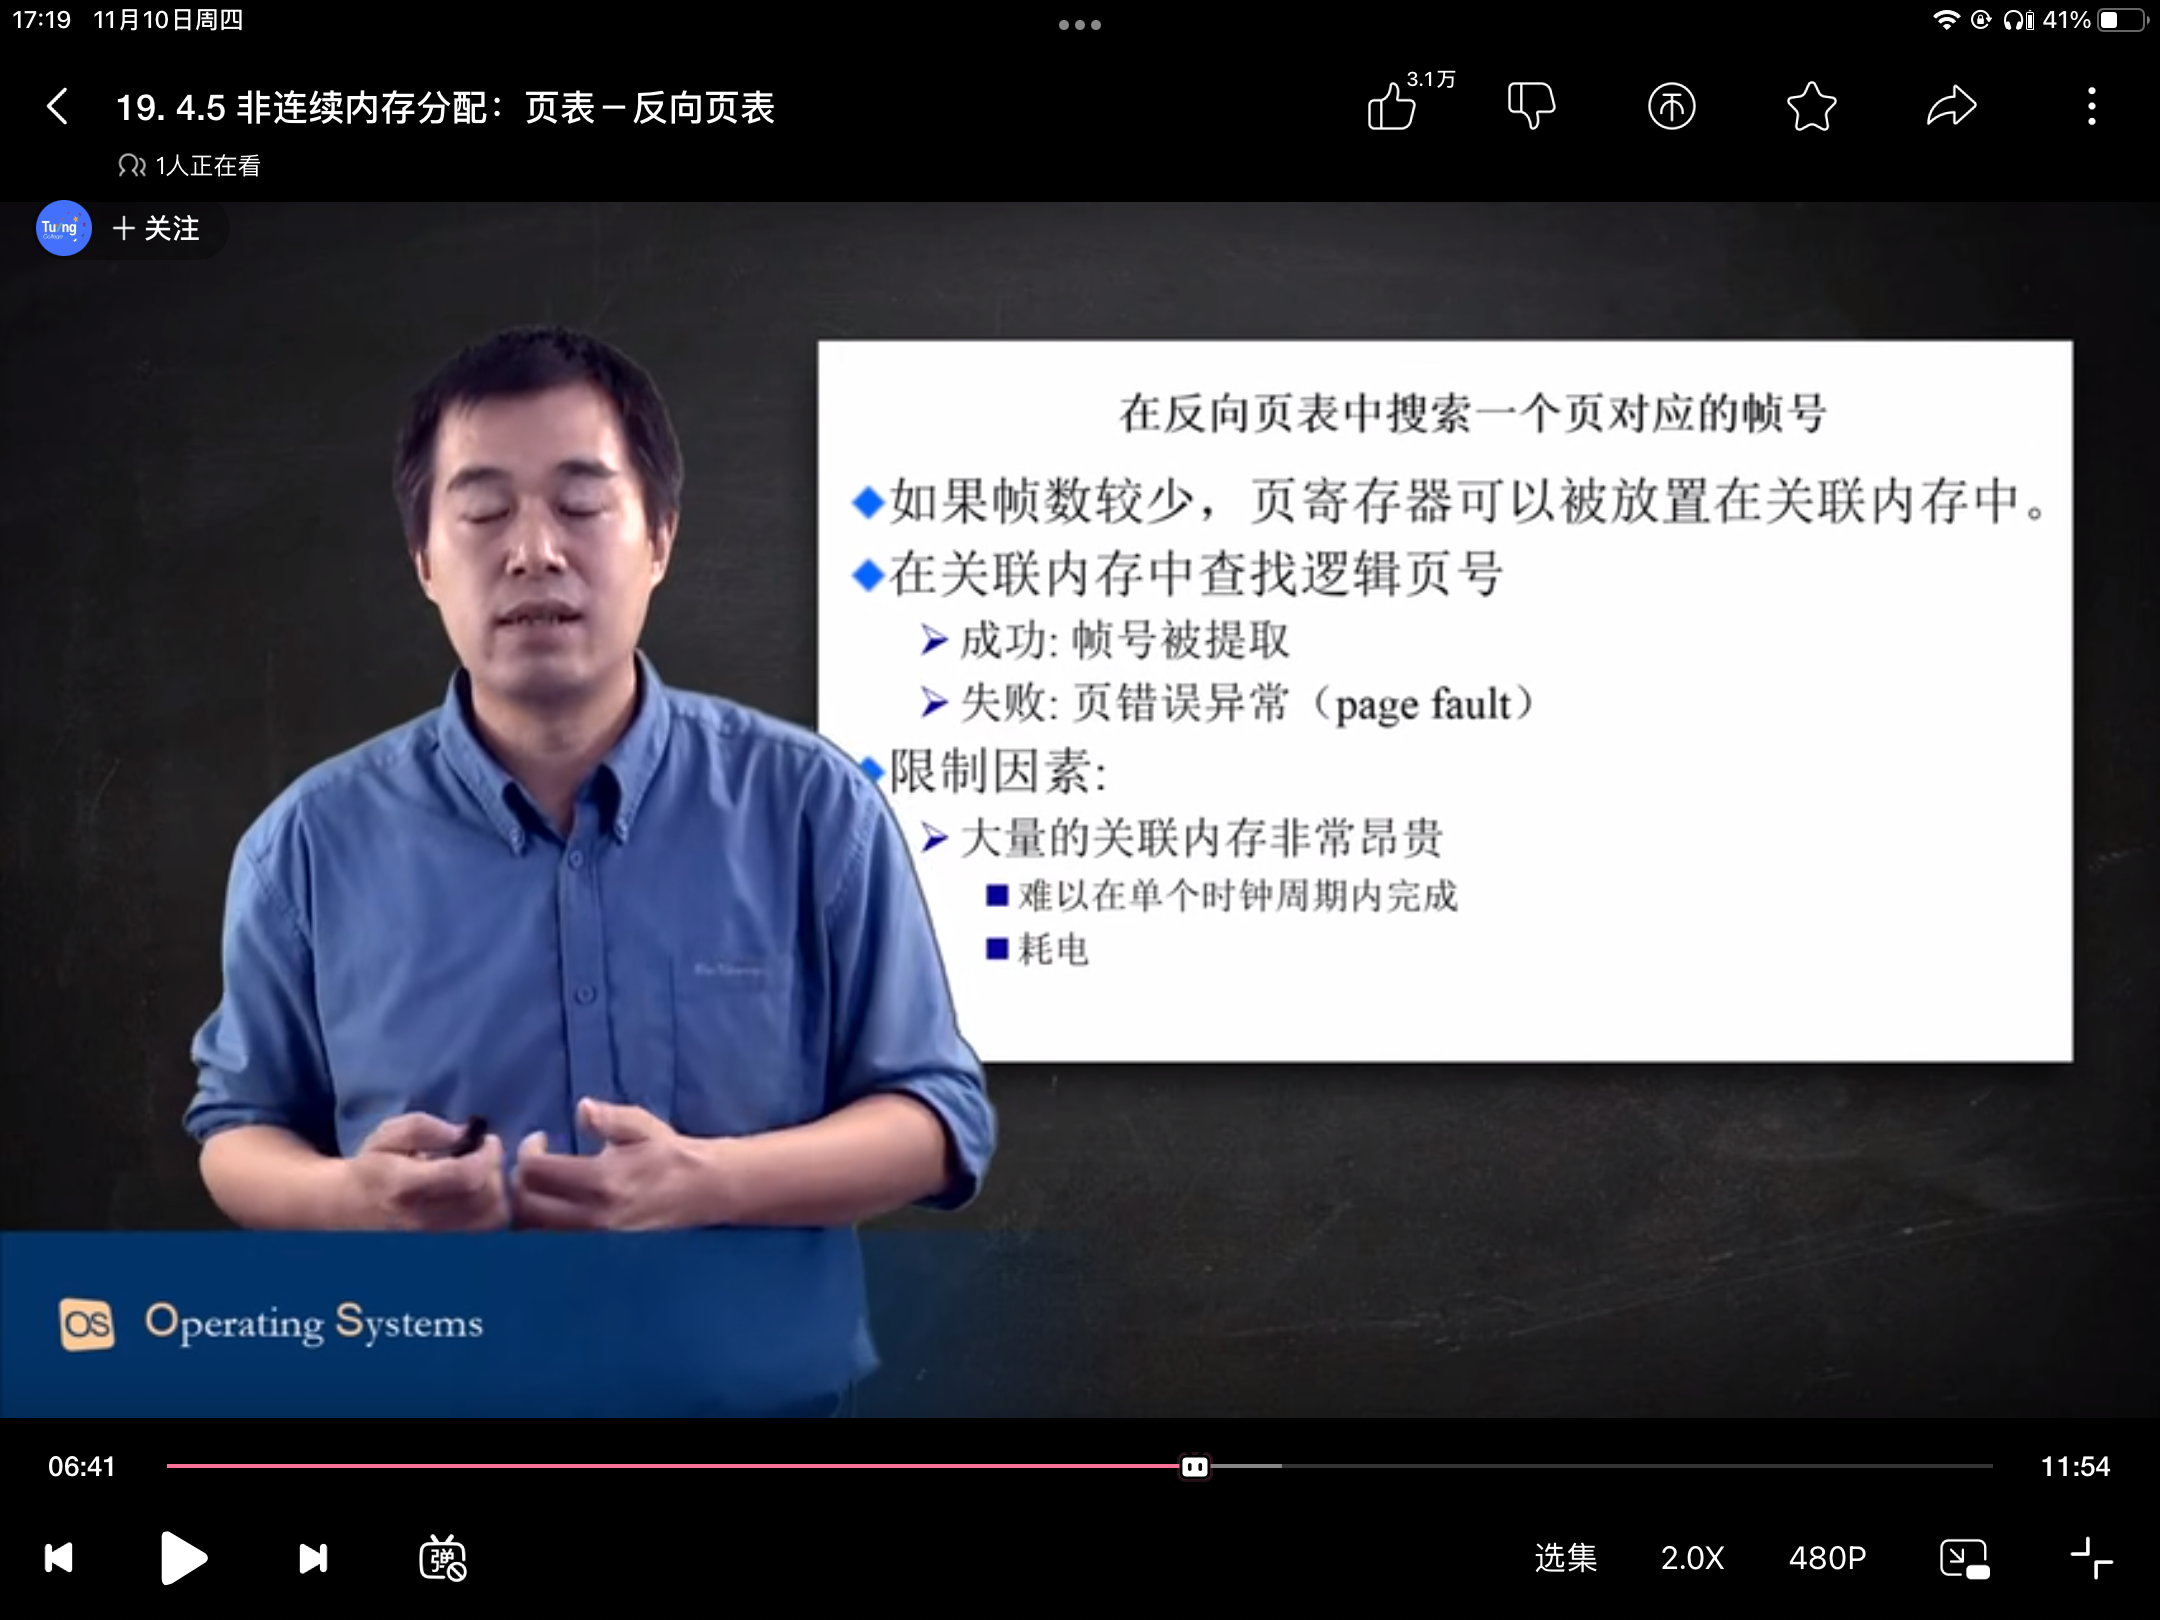 17:19 11月10日周四
41%
19. 4.5 非连续内存分配：页表－反向页表
3.1万
1人正在看
Tu/ng
College
＋关注
在反向页表中搜索一个页对应的帧号
如果帧数较少，页寄存器可以被放置在关联内存中。
在关联内存中查找逻辑页号
成功: 帧号被提取
失败: 页错误异常（page fault）
限制因素:
大量的关联内存非常昂贵
难以在单个时钟周期内完成
耗电
OS Operating Systems
06:41
11:54
弹
选集 2.0X 480P